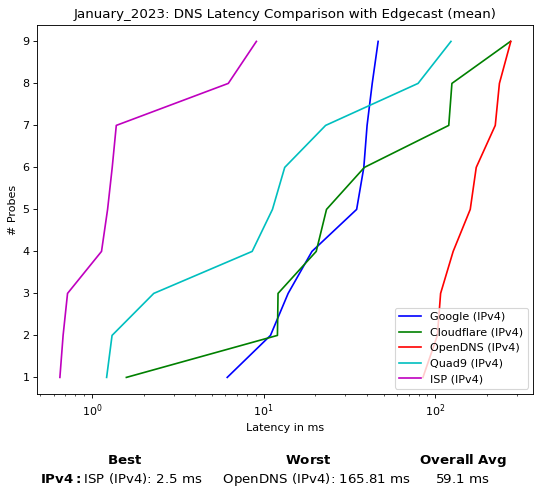 January_2023: DNS Latency Comparison with Edgecast (mean)
# Probes
9
8
7
6
5
4
3
2
1
Google (IPv4)
Cloudflare (IPv4)
OpenDNS (IPv4)
Quad9 (IPv4)
ISP (IPv4)
10⁰ 10¹ 10²
Latency in ms
Best Worst Overall Avg
IPv4: ISP (IPv4): 2.5 ms OpenDNS (IPv4): 165.81 ms 59.1 ms